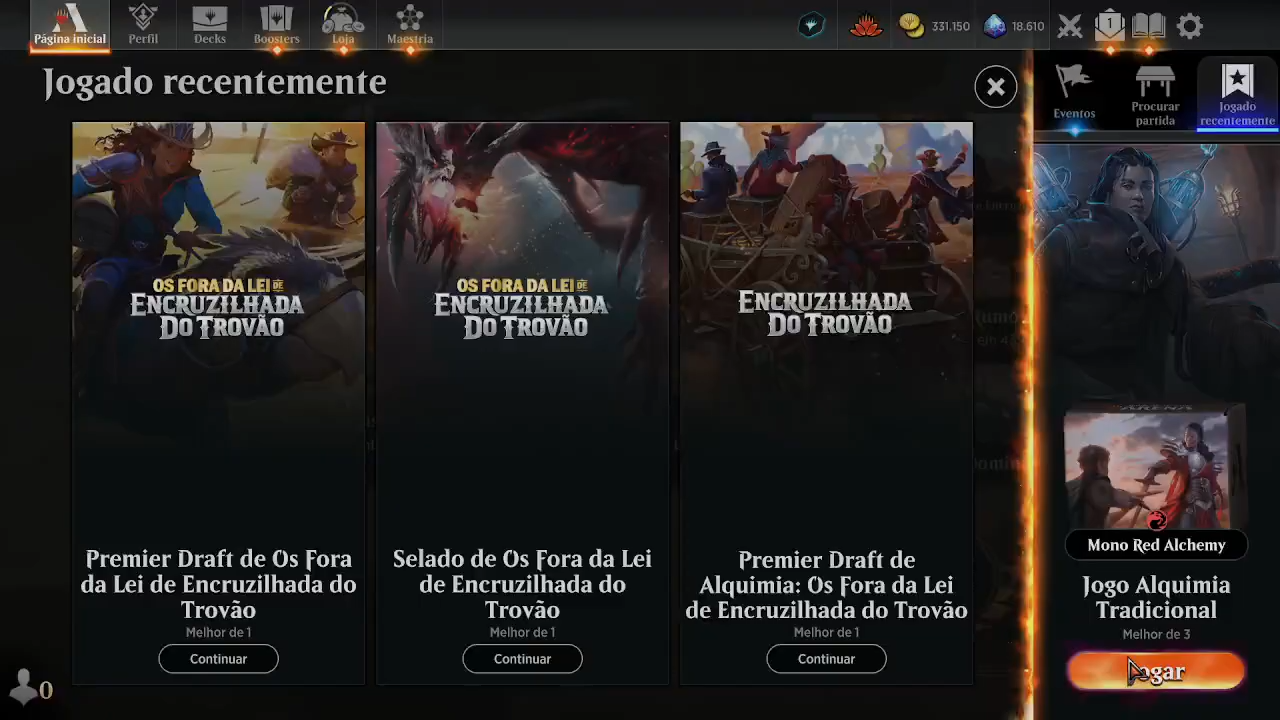 Página inicial
Perfil
Decks
Boosters
Loja
Maestria
331.150
18.610
1
Jogado recentemente
Eventos
Procurar
partida
Jogado
recentemente
OS FORA DA LEI DE
ENCRUZILHADA
DO TROVÃO
Premier Draft de Os Fora
da Lei de Encruzilhada do
Trovão
Melhor de 1
Continuar
OS FORA DA LEI DE
ENCRUZILHADA
DO TROVÃO
Selado de Os Fora da Lei
de Encruzilhada do
Trovão
Melhor de 1
Continuar
ENCRUZILHADA
DO TROVÃO
Premier Draft de
Alquimia: Os Fora da Lei
de Encruzilhada do Trovão
Melhor de 1
Continuar
ARENA
Mono Red Alchemy
Jogo Alquimia
Tradicional
Melhor de 3
Jogar
0